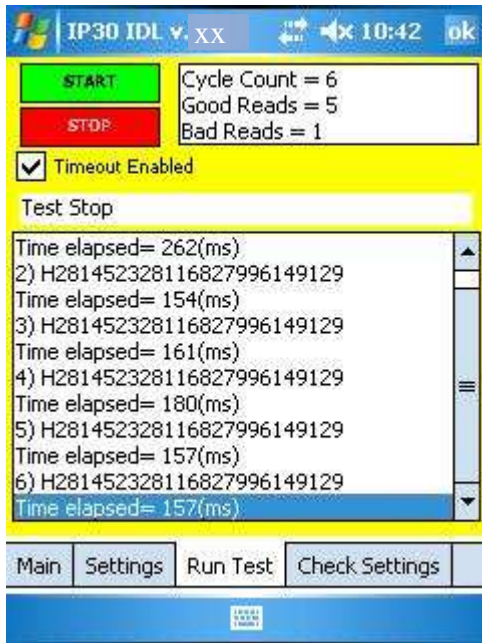 IP30 IDL v. xx 10:42 ok
START
STOP
Cycle Count = 6
Good Reads = 5
Bad Reads = 1
Timeout Enabled
Test Stop
Time elapsed= 262(ms)
2) H281452328116827996149129
Time elapsed= 154(ms)
3) H281452328116827996149129
Time elapsed= 161(ms)
4) H281452328116827996149129
Time elapsed= 180(ms)
5) H281452328116827996149129
Time elapsed= 157(ms)
6) H281452328116827996149129
Time elapsed= 157(ms)
Main Settings Run Test Check Settings